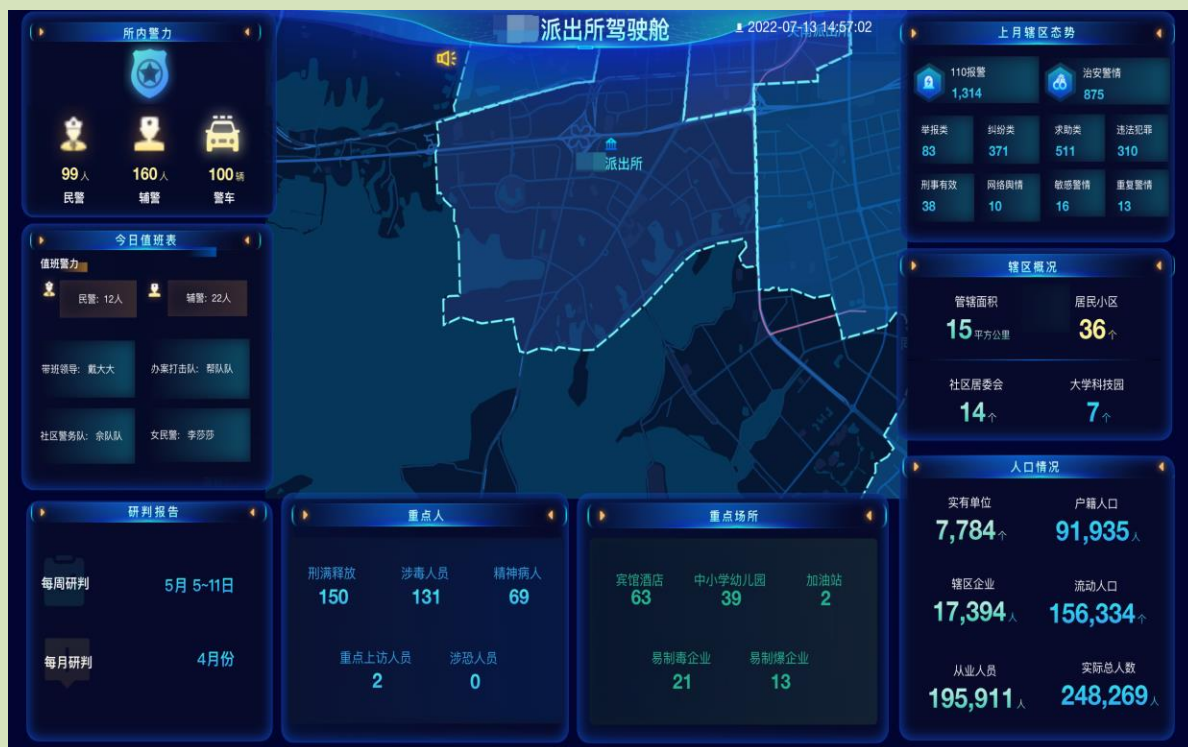 派出所驾驶舱
2022-07-13 14:57:02
派出所
所内警力
99人
民警
160人
辅警
100辆
警车
今日值班表
值班警力
民警: 12人
辅警: 22人
带班领导: 戴大大
办案打击队: 帮队队
社区警务队: 余队队
女民警: 李莎莎
研判报告
每周研判
5月 5~11日
每月研判
4月份
重点人
刑满释放
150
涉毒人员
131
精神病人
69
重点上访人员
2
涉恐人员
0
重点场所
宾馆酒店
63
中小学幼儿园
39
加油站
2
易制毒企业
21
易制爆企业
13
上月辖区态势
110报警
1,314
治安警情
875
举报类
83
纠纷类
371
求助类
511
违法犯罪
310
刑事有效
38
网络舆情
10
敏感警情
16
重复警情
13
辖区概况
管辖面积
15平方公里
居民小区
36个
社区居委会
14个
大学科技园
7个
人口情况
实有单位
7,784个
户籍人口
91,935人
辖区企业
17,394人
流动人口
156,334个
从业人员
195,911人
实际总人数
248,269人